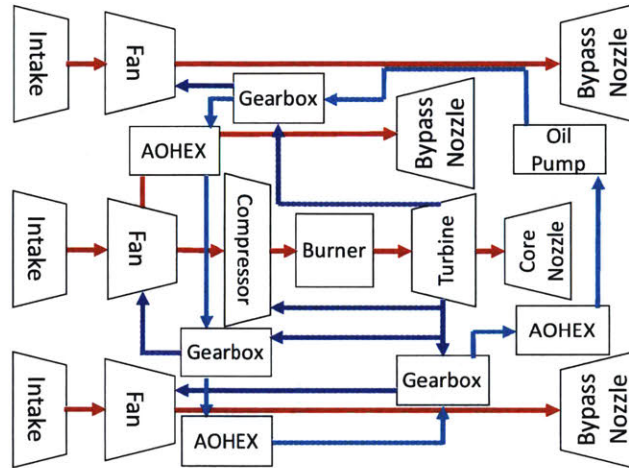 Intake
Fan
Bypass
Nozzle
Gearbox
Bypass
Nozzle
Oil
Pump
AOHEX
Intake
Fan
Compressor
Burner
Turbine
Core
Nozzle
Gearbox
AOHEX
Intake
Fan
Gearbox
Bypass
Nozzle
AOHEX